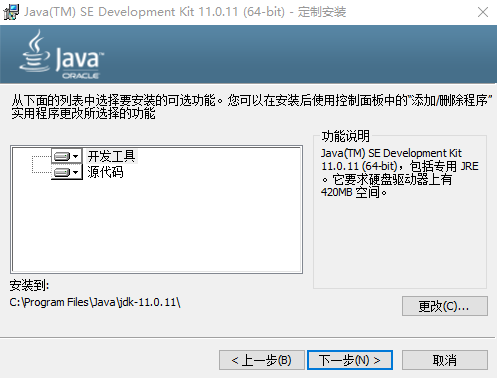 Java(TM) SE Development Kit 11.0.11 (64-bit) - 定制安装
Java™
ORACLE
从下面的列表中选择要安装的可选功能。您可以在安装后使用控制面板中的"添加/删除程序"
实用程序更改所选择的功能
开发工具
源代码
功能说明
Java(TM) SE Development Kit
11.0.11 (64-bit)，包括专用 JRE
。它要求硬盘驱动器上有
420MB 空间。
安装到:
C:\Program Files\Java\jdk-11.0.11\
更改(C)...
< 上一步(B)
下一步(N) >
取消